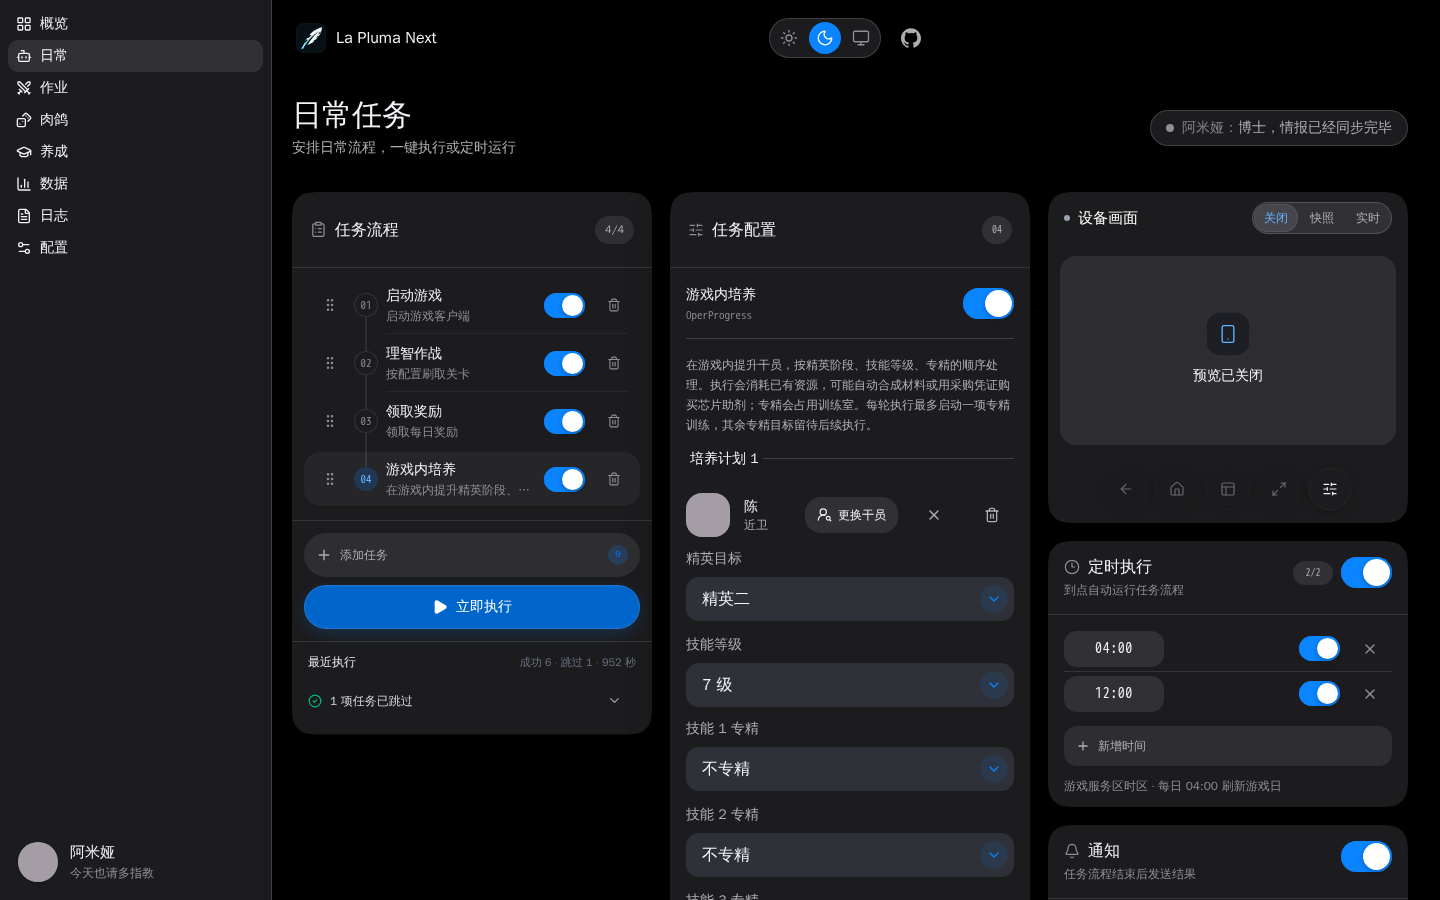 概览
日常
作业
肉鸽
养成
数据
日志
配置
阿米娅
今天也请多指教
La Pluma Next
日常任务
安排日常流程，一键执行或定时运行
阿米娅：博士，情报已经同步完毕
任务流程
4/4
01
启动游戏
启动游戏客户端
02
理智作战
按配置刷取关卡
03
领取奖励
领取每日奖励
04
游戏内培养
在游戏内提升精英阶段、…
添加任务
9
立即执行
最近执行
成功 6 · 跳过 1 · 952 秒
1 项任务已跳过
任务配置
04
游戏内培养
OperProgress
在游戏内提升干员，按精英阶段、技能等级、专精的顺序处
理。执行会消耗已有资源，可能自动合成材料或用采购凭证购
买芯片助剂；专精会占用训练室。每轮执行最多启动一项专精
训练，其余专精目标留待后续执行。
培养计划 1
陈
近卫
更换干员
精英目标
精英二
技能等级
7 级
技能 1 专精
不专精
技能 2 专精
不专精
技能 3 专精
设备画面
关闭
快照
实时
预览已关闭
定时执行
到点自动运行任务流程
2/2
04:00
12:00
新增时间
游戏服务区时区 · 每日 04:00 刷新游戏日
通知
任务流程结束后发送结果